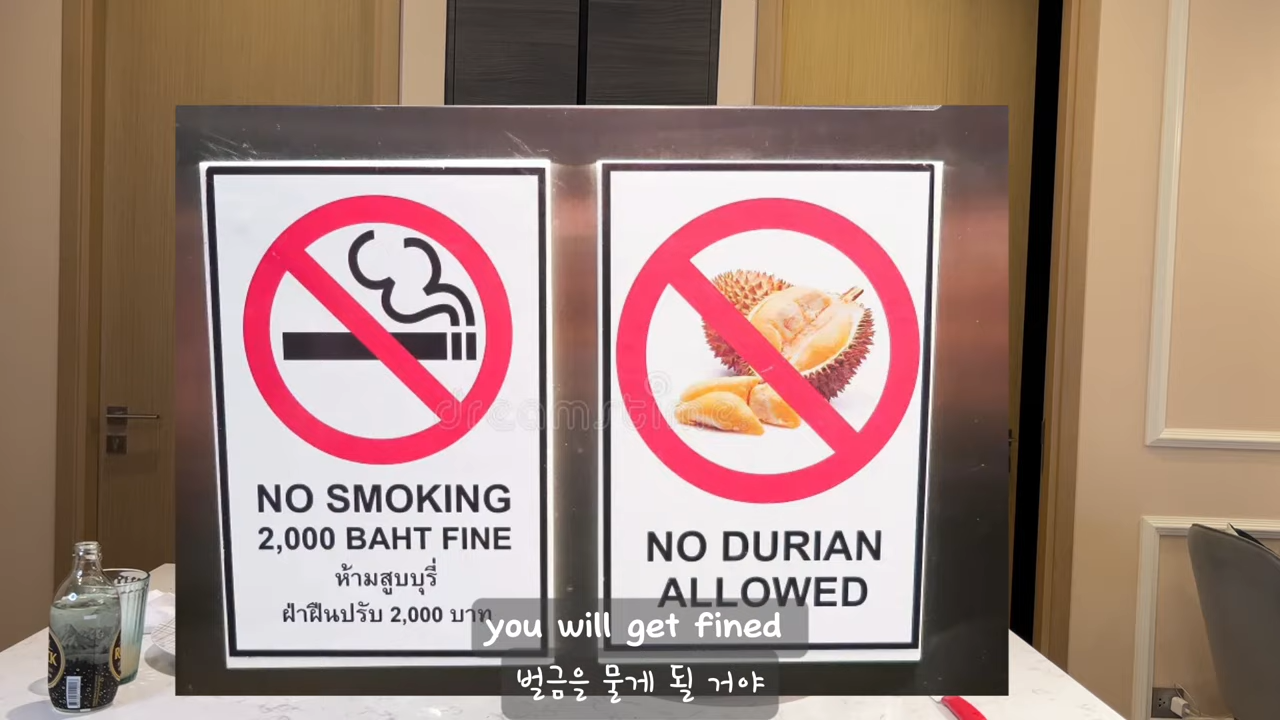 NO SMOKING
2,000 BAHT FINE
ห้ามสูบบุรี่
ฝ่าฝืนปรับ 2,000 บาท
NO DURIAN
ALLOWED
dreamstime
you will get fined
벌금을 물게 될 거야